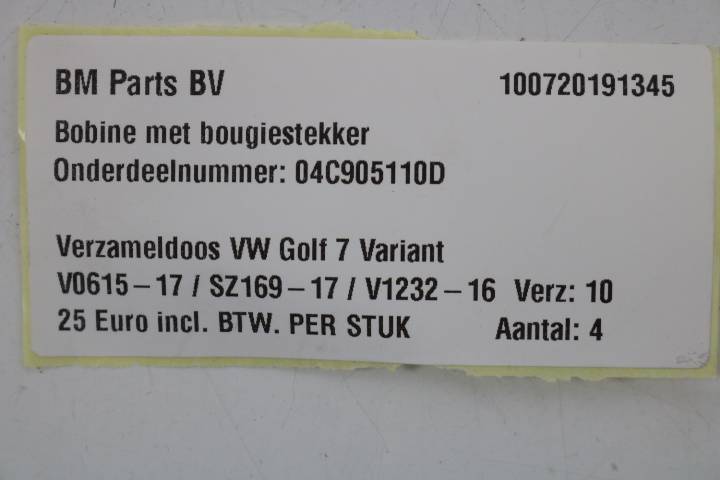 BM Parts BV 100720191345
Bobine met bougiestekker
Onderdeelnummer: 04C905110D
Verzameldoos VW Golf 7 Variant
V0615-17 / SZ169-17 / V1232-16 Verz: 10
25 Euro incl. BTW. PER STUK Aantal: 4